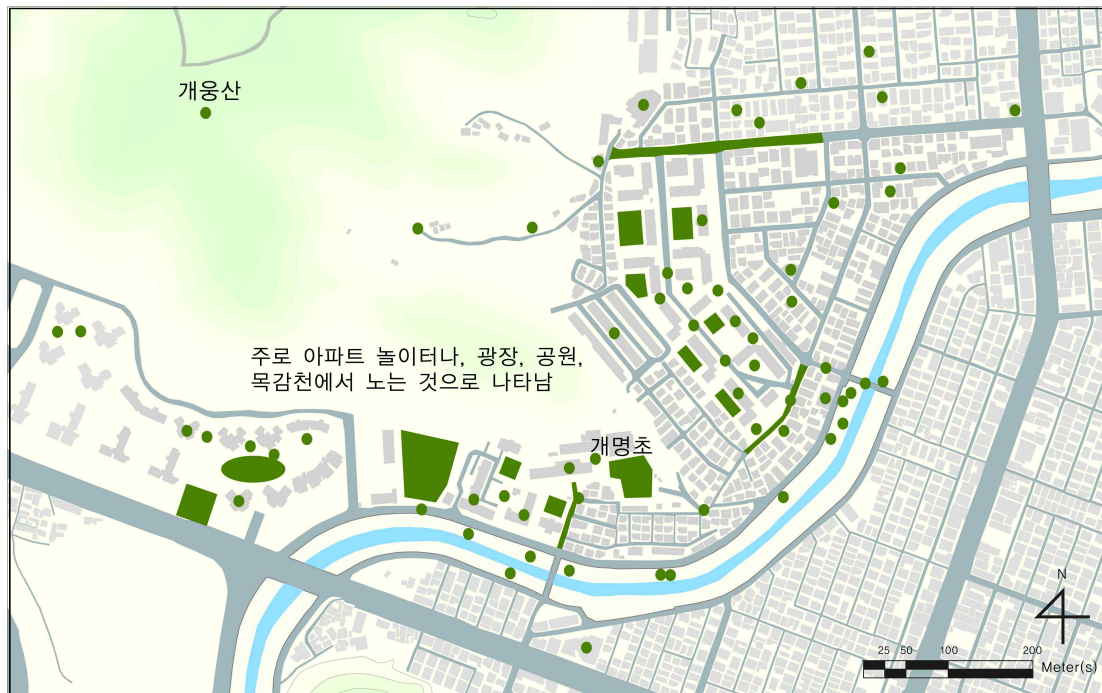 개웅산
주로 아파트 놀이터나, 광장, 공원,
목감천에서 노는 것으로 나타남
개명초
N
25 50 100 200
Meter(s)